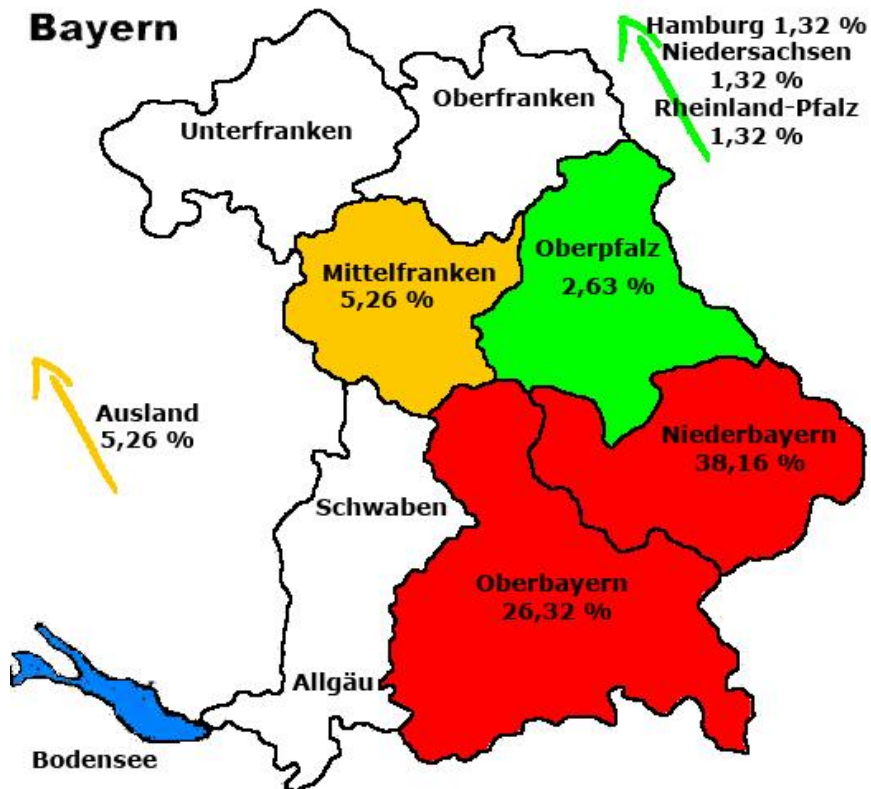 Bayern
Hamburg 1,32 %
Niedersachsen
1,32 %
Rheinland-Pfalz
1,32 %
Oberfranken
Unterfranken
Oberpfalz
2,63 %
Mittelfranken
5,26 %
Ausland
5,26 %
Niederbayern
38,16 %
Schwaben
Oberbayern
26,32 %
Allgäu
Bodensee